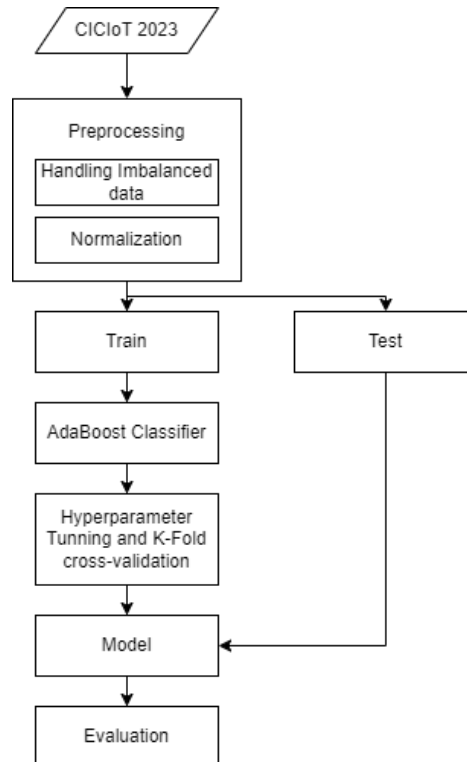 CICIoT 2023
Preprocessing
Handling Imbalanced
data
Normalization
Train
Test
AdaBoost Classifier
Hyperparameter
Tunning and K-Fold
cross-validation
Model
Evaluation